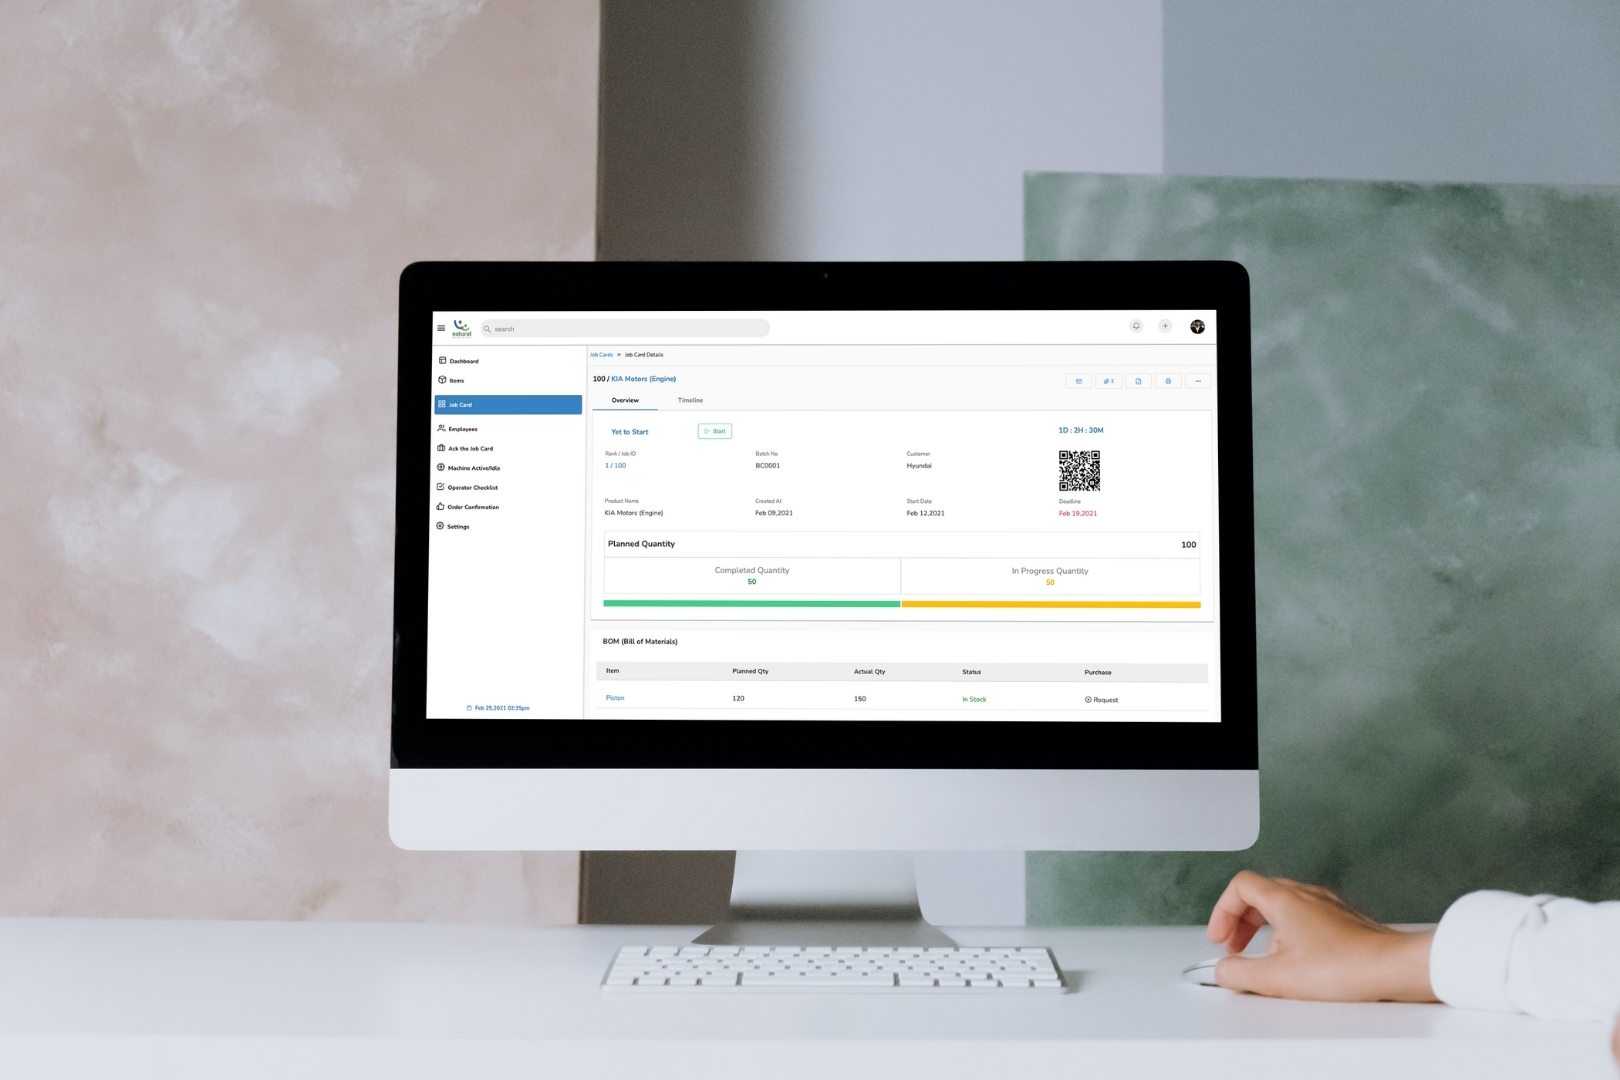 natural
search
Dashboard
Items
Job Card
Employees
Ack the Job Card
Machine Active/Idle
Operator Checklist
Order Confirmation
Settings
Feb 25,2021 02:35pm
Job Cards » Job Card Details
100 / KIA Motors (Engine)
2
Overview Timeline
Yet to Start Start 1D : 2H : 30M
Rank / Job ID Batch No Customer
1 / 100 BC0001 Hyundai
Product Name Created At Start Date Deadline
KIA Motors (Engine) Feb 09,2021 Feb 12,2021 Feb 19,2021
Planned Quantity 100
Completed Quantity In Progress Quantity
50 50
BOM (Bill of Materials)
Item Planned Qty Actual Qty Status Purchase
Piston 120 150 In Stock Request